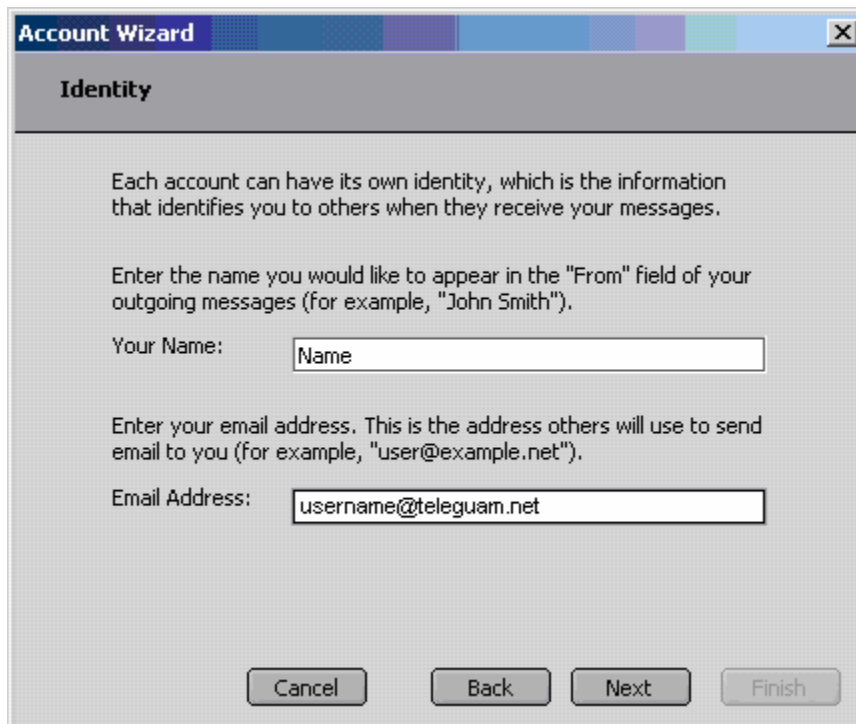 Account Wizard
Identity
Each account can have its own identity, which is the information
that identifies you to others when they receive your messages.
Enter the name you would like to appear in the "From" field of your
outgoing messages (for example, "John Smith").
Your Name: Name
Enter your email address. This is the address others will use to send
email to you (for example, "user@example.net").
Email Address: username@teleguam.net
Cancel Back Next Finish